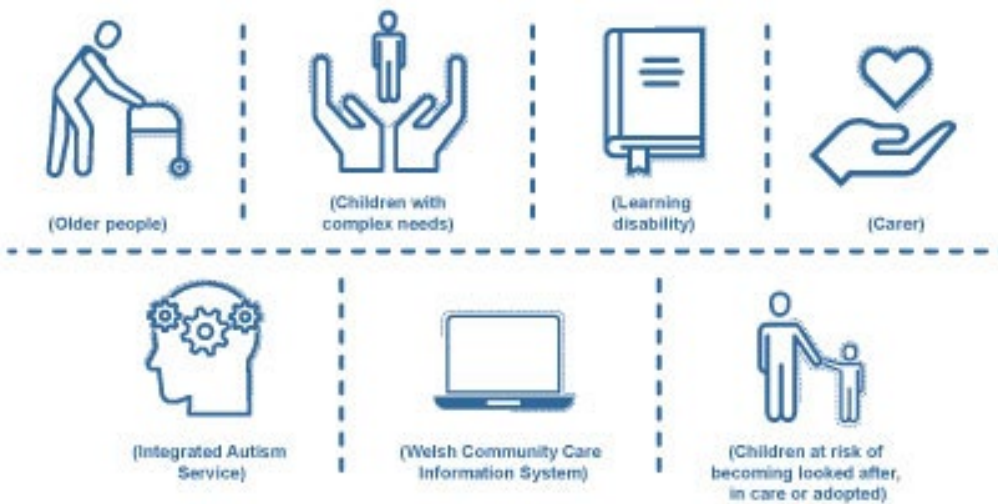 (Older people)
(Children with
complex needs)
(Learning
disability)
(Carer)
(Integrated Autism
Service)
(Welsh Community Care
Information System)
(Children at risk of
becoming looked after,
in care or adopted)